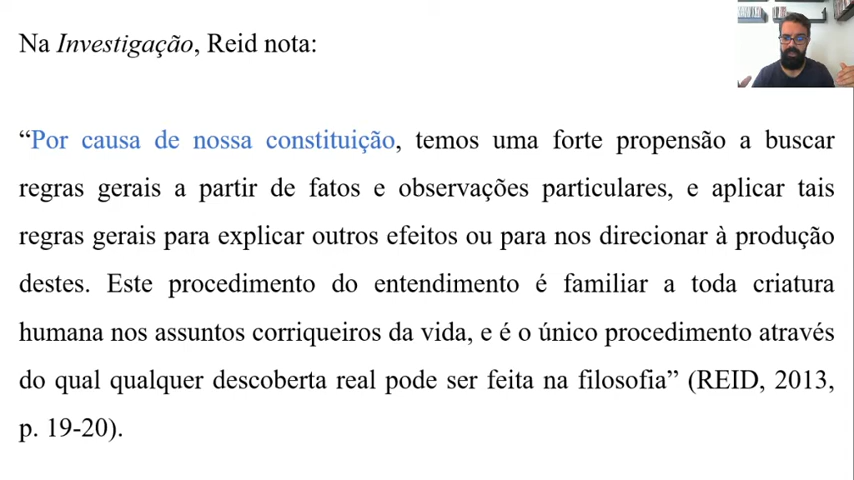 Na Investigação, Reid nota:
“Por causa de nossa constituição, temos uma forte propensão a buscar
regras gerais a partir de fatos e observações particulares, e aplicar tais
regras gerais para explicar outros efeitos ou para nos direcionar à produção
destes. Este procedimento do entendimento é familiar a toda criatura
humana nos assuntos corriqueiros da vida, e é o único procedimento através
do qual qualquer descoberta real pode ser feita na filosofia” (REID, 2013,
p. 19-20).